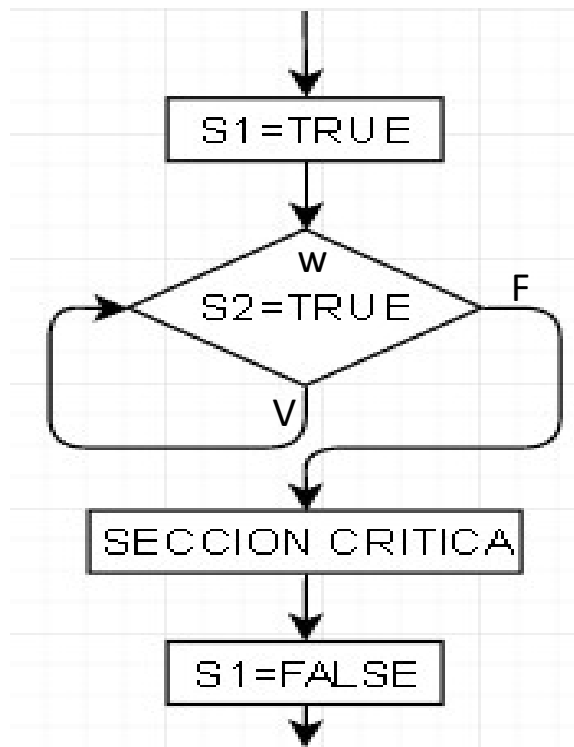 S1=TRUE
w
S2=TRUE
F
V
SECCION CRITICA
S1=FALSE